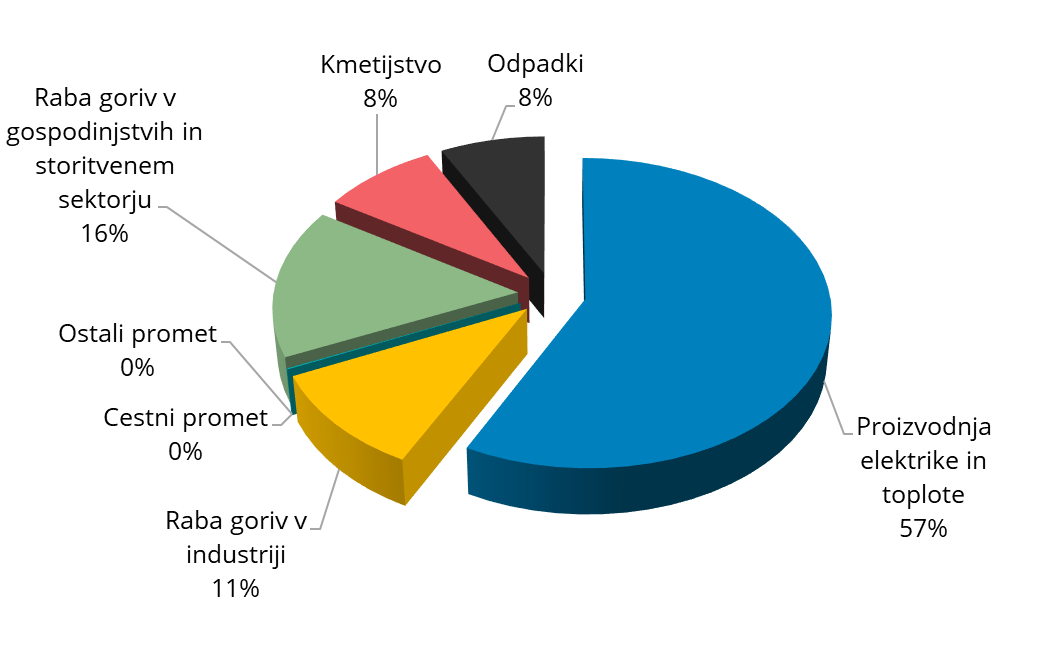 Kmetijstvo
8%
Odpadki
8%
Raba goriv v
gospodinjstvih in
storitvenem
sektorju
16%
Ostali promet
0%
Cestni promet
0%
Raba goriv v
industriji
11%
Proizvodnja
elektrike in
toplote
57%